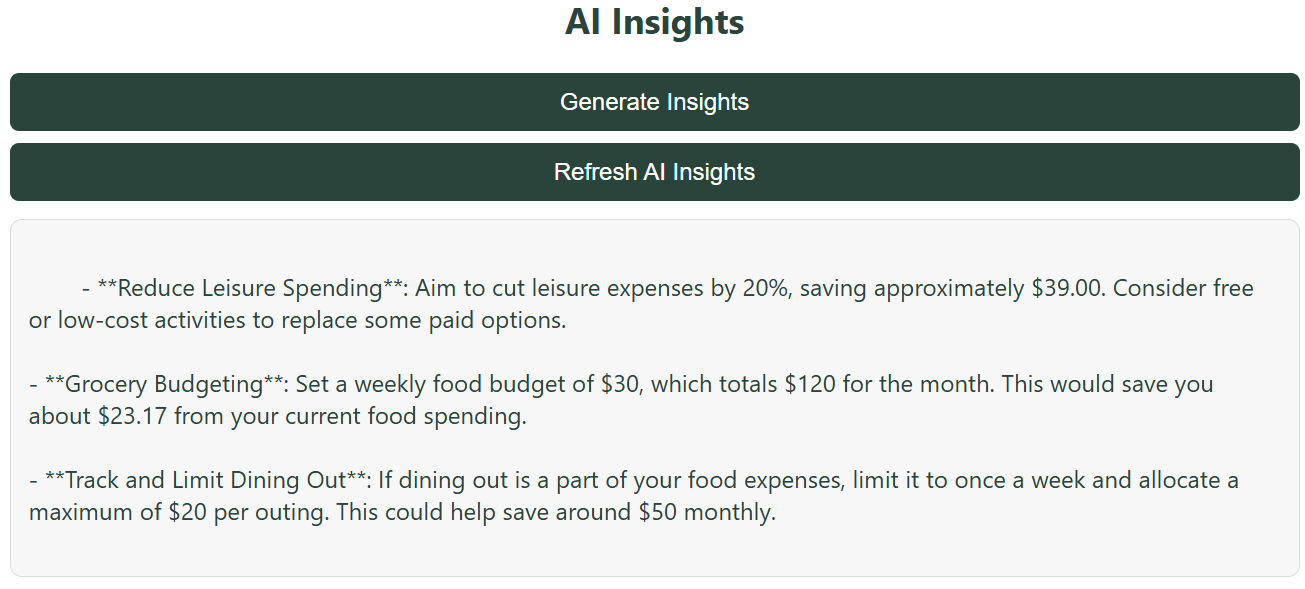 AI Insights
Generate Insights
Refresh AI Insights
- **Reduce Leisure Spending**: Aim to cut leisure expenses by 20%, saving approximately $39.00. Consider free
or low-cost activities to replace some paid options.
- **Grocery Budgeting**: Set a weekly food budget of $30, which totals $120 for the month. This would save you
about $23.17 from your current food spending.
- **Track and Limit Dining Out**: If dining out is a part of your food expenses, limit it to once a week and allocate a
maximum of $20 per outing. This could help save around $50 monthly.